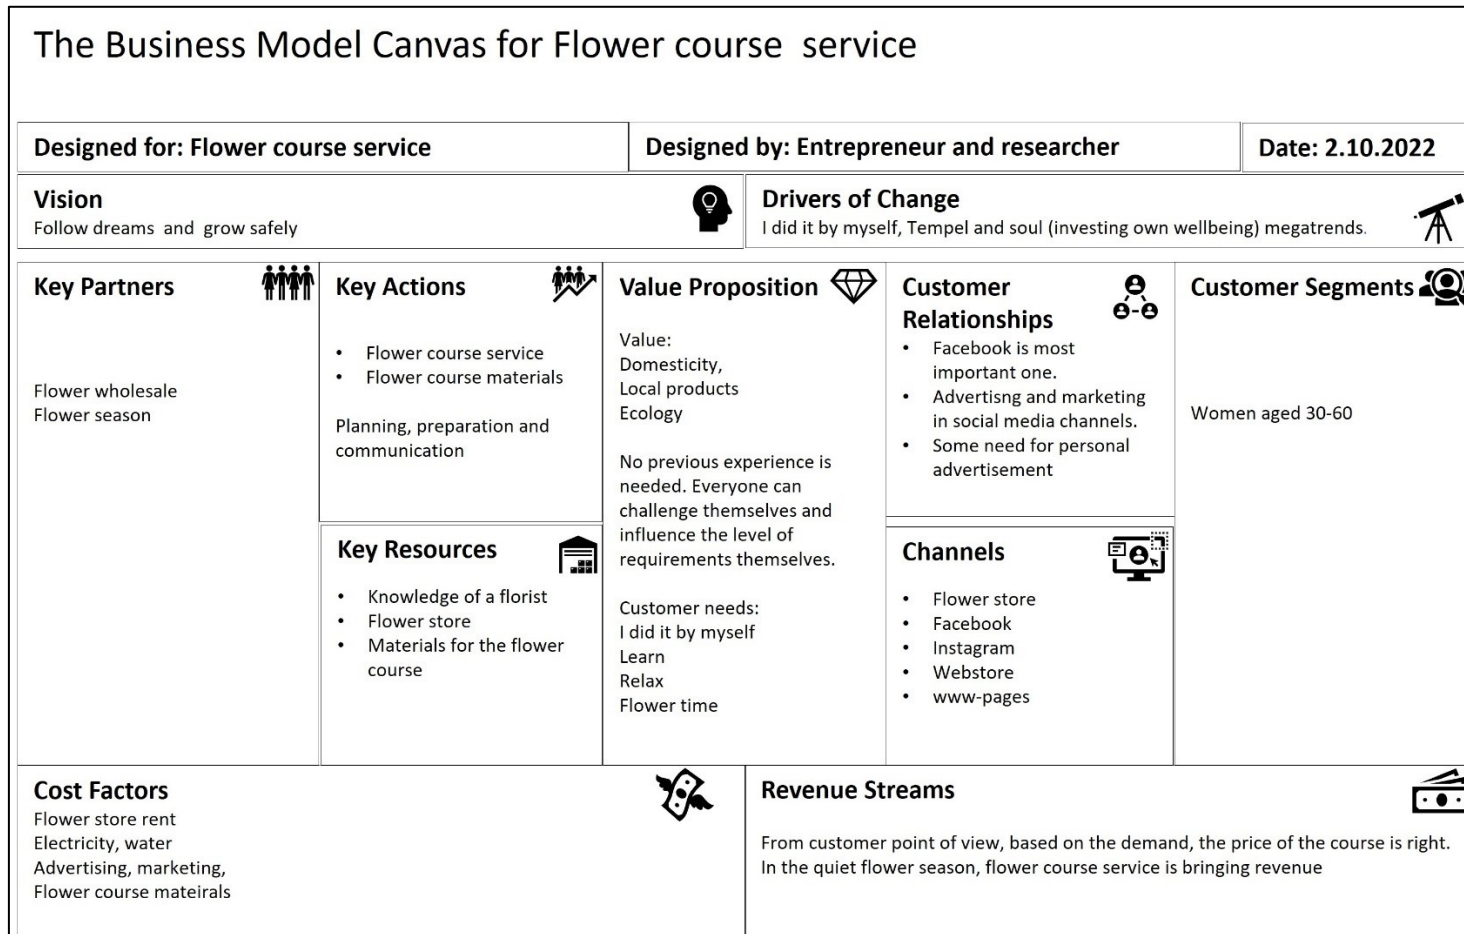 The Business Model Canvas for Flower course service
Designed for: Flower course service
Designed by: Entrepreneur and researcher
Date: 2.10.2022
Vision
Follow dreams and grow safely
Drivers of Change
I did it by myself, Tempel and soul (investing own wellbeing) megatrends.
Key Partners
Flower wholesale
Flower season
Key Actions
• Flower course service
• Flower course materials
Planning, preparation and
communication
Key Resources
• Knowledge of a florist
• Flower store
• Materials for the flower
course
Value Proposition
Value:
Domesticity,
Local products
Ecology
No previous experience is
needed. Everyone can
challenge themselves and
influence the level of
requirements themselves.
Customer needs:
I did it by myself
Learn
Relax
Flower time
Customer
Relationships
• Facebook is most
important one.
• Advertisng and marketing
in social media channels.
• Some need for personal
advertisement
Channels
• Flower store
• Facebook
• Instagram
• Webstore
• www-pages
Customer Segments
Women aged 30-60
Cost Factors
Flower store rent
Electricity, water
Advertising, marketing,
Flower course mateirals
Revenue Streams
From customer point of view, based on the demand, the price of the course is right.
In the quiet flower season, flower course service is bringing revenue